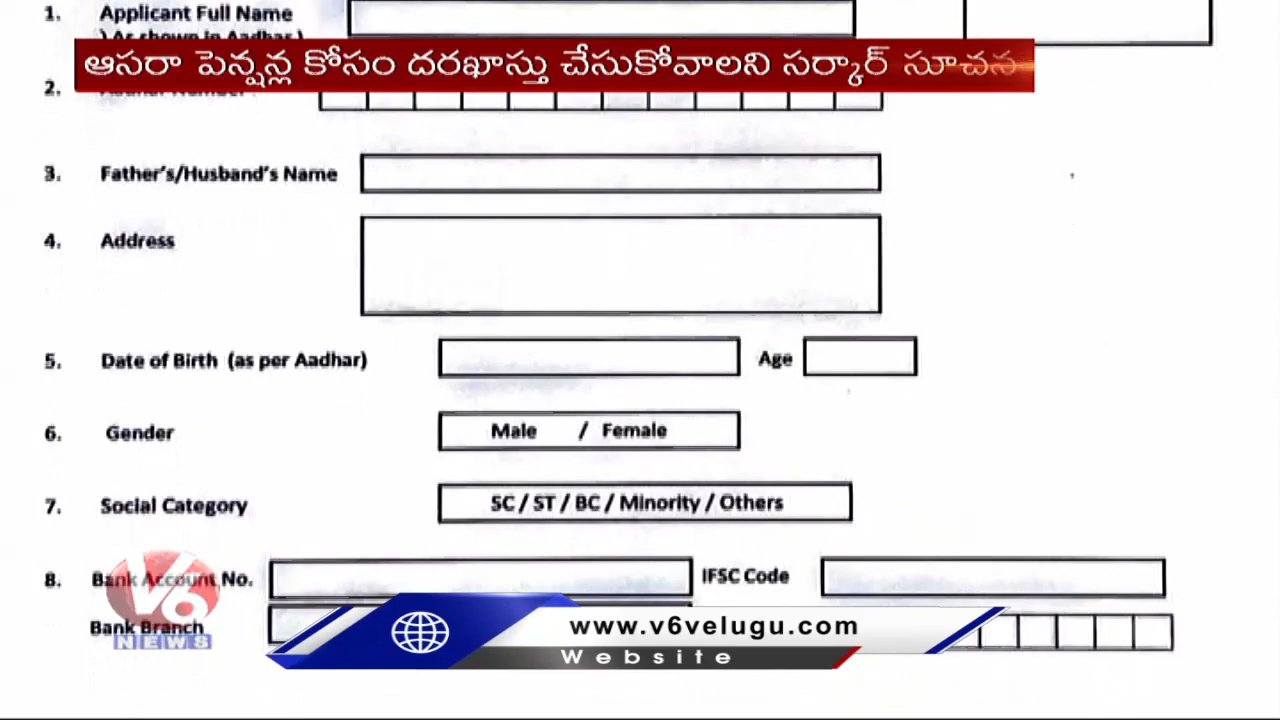 1. Applicant Full Name
) As shown in Aadhar )
ఆసరా పెన్షన్ల కోసం దరఖాస్తు చేసుకోవాలని సర్కార్ సూచన
2. Number
3. Father's/Husband's Name
4. Address
5. Date of Birth (as per Aadhar) Age
6. Gender Male / Female
7. Social Category SC / ST / BC / Minority / Others
8. Bank Account No. IFSC Code
Bank Branch
V6
NEWS
www.v6velugu.com
Website